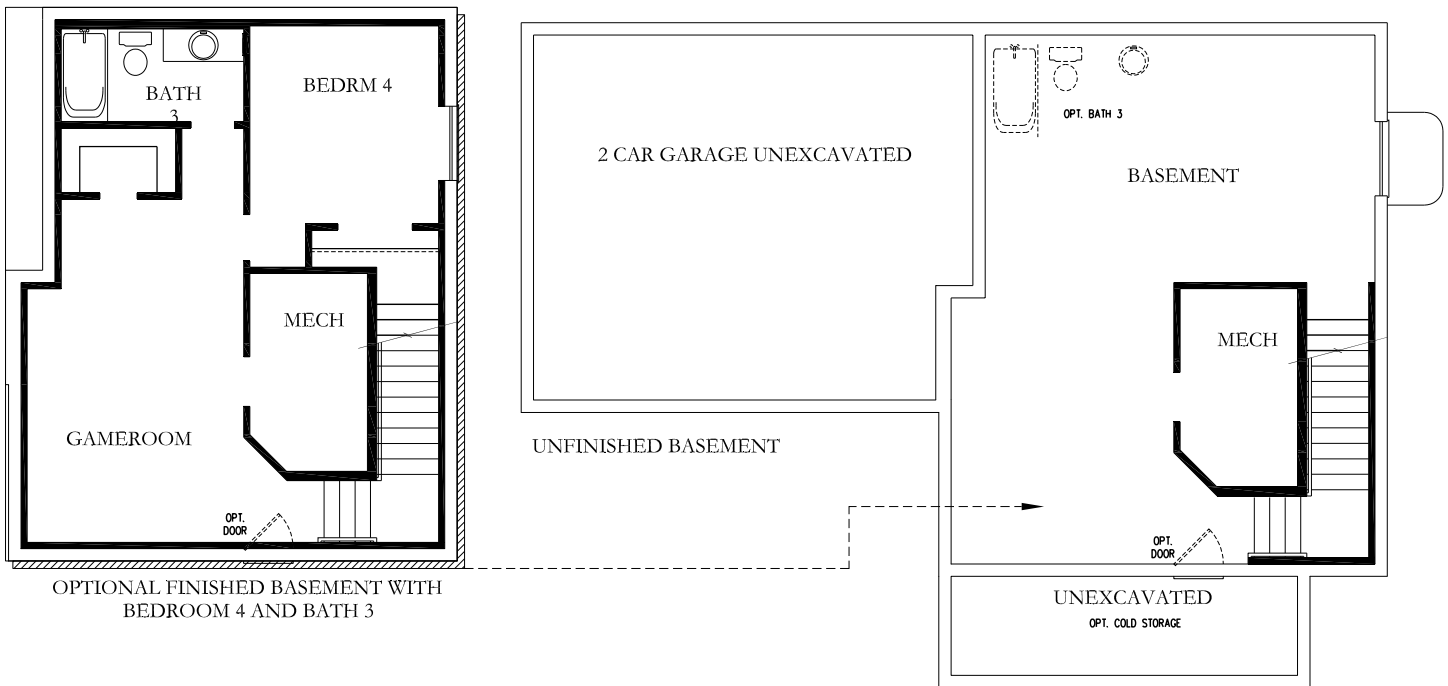 BATH
3
BEDRM 4
MECH
GAMEROOM
OPT.
DOOR
OPTIONAL FINISHED BASEMENT WITH
BEDROOM 4 AND BATH 3
2 CAR GARAGE UNEXCAVATED
OPT. BATH 3
BASEMENT
MECH
UNFINISHED BASEMENT
OPT.
DOOR
UNEXCAVATED
OPT. COLD STORAGE